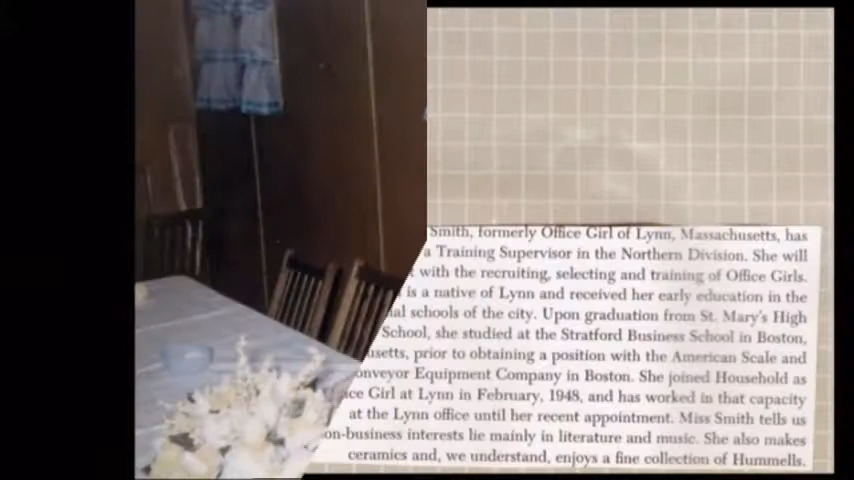 Smith, formerly Office Girl of Lynn, Massachusetts, has
a Training Supervisor in the Northern Division. She will
with the recruiting, selecting and training of Office Girls.
is a native of Lynn and received her early education in the
ial schools of the city. Upon graduation from St. Mary's High
School, she studied at the Stratford Business School in Boston,
usetts, prior to obtaining a position with the American Scale and
onveyor Equipment Company in Boston. She joined Household as
ice Girl at Lynn in February, 1948, and has worked in that capacity
at the Lynn office until her recent appointment. Miss Smith tells us
on-business interests lie mainly in literature and music. She also makes
ceramics and, we understand, enjoys a fine collection of Hummells.